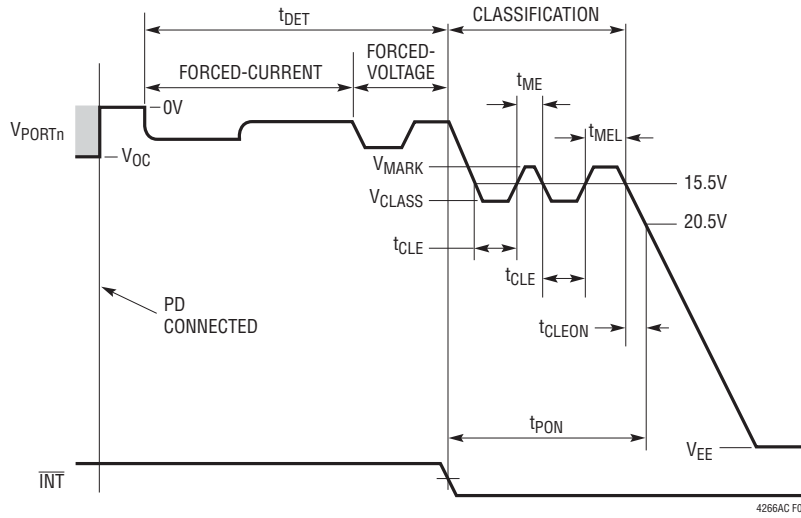 tDET
CLASSIFICATION
FORCED-CURRENT
FORCED-
VOLTAGE
tME
0V
VPORTn
VOC
tMEL
VMARK
15.5V
VCLASS
20.5V
tCLE
tCLE
PD
CONNECTED
tCLEON
tPON
VEE
INT
4266AC F0